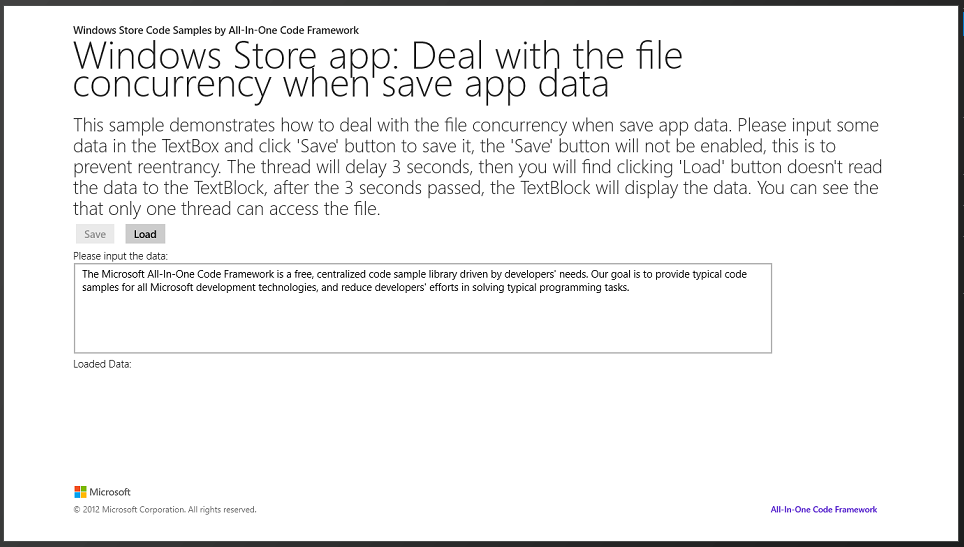 Windows Store Code Samples by All-In-One Code Framework
Windows Store app: Deal with the file
concurrency when save app data
This sample demonstrates how to deal with the file concurrency when save app data. Please input some
data in the TextBox and click 'Save' button to save it, the 'Save' button will not be enabled, this is to
prevent reentrancy. The thread will delay 3 seconds, then you will find clicking 'Load' button doesn't read
the data to the TextBlock, after the 3 seconds passed, the TextBlock will display the data. You can see the
that only one thread can access the file.
Save Load
Please input the data:
The Microsoft All-In-One Code Framework is a free, centralized code sample library driven by developers' needs. Our goal is to provide typical code
samples for all Microsoft development technologies, and reduce developers' efforts in solving typical programming tasks.
Loaded Data:
Microsoft
© 2012 Microsoft Corporation. All rights reserved. All-In-One Code Framework